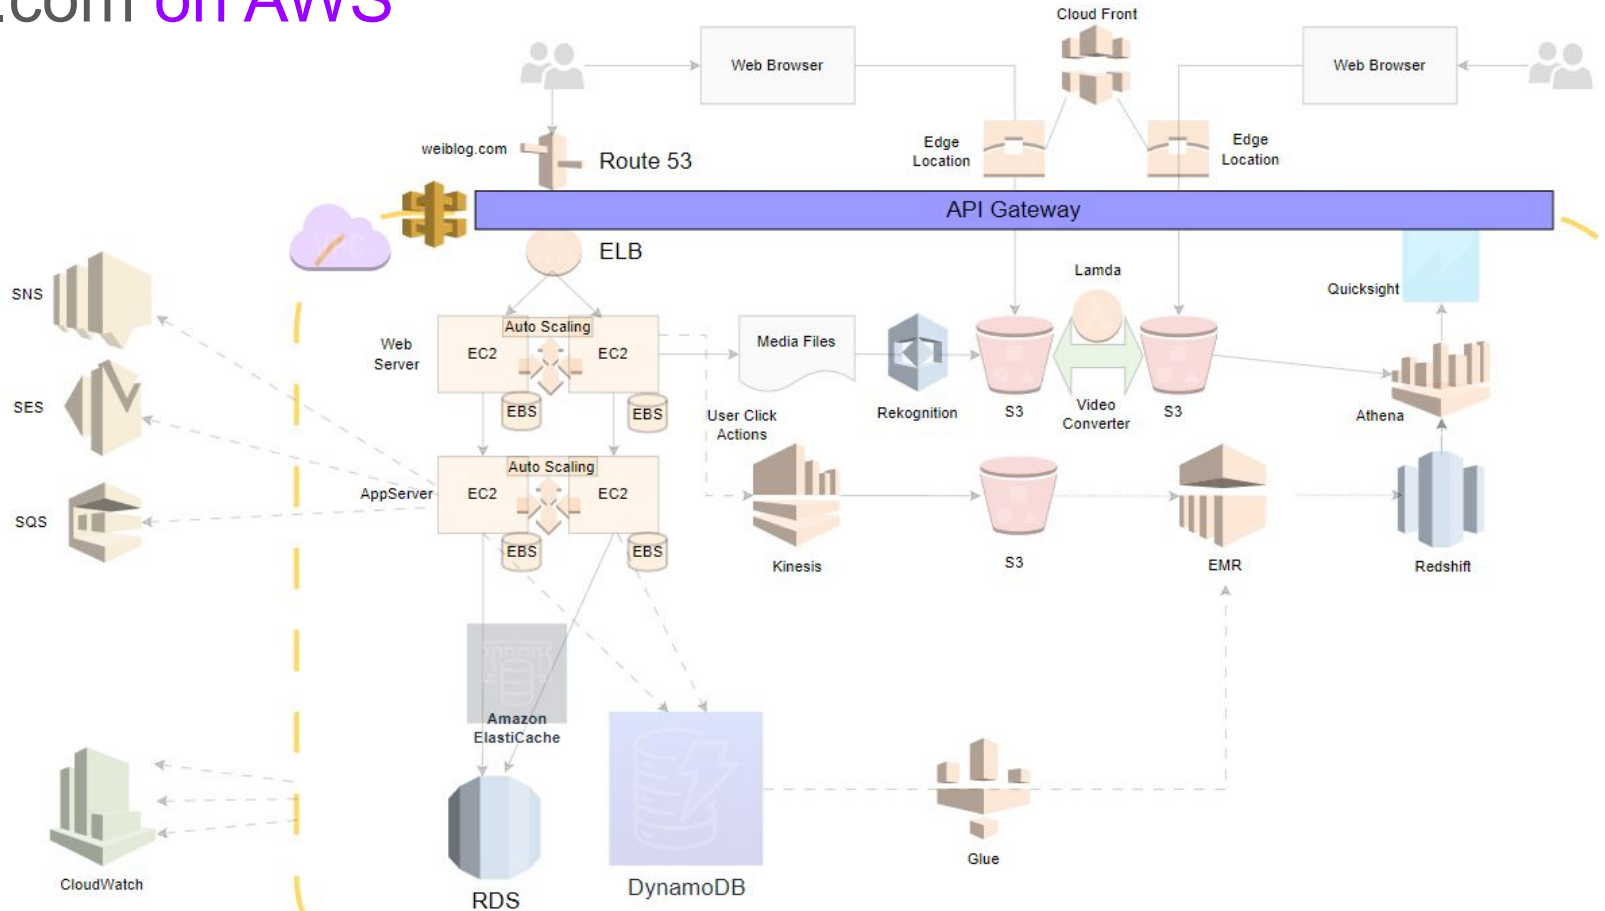 .com on AWS
Cloud Front
Web Browser
Web Browser
weiblog.com
Route 53
Edge
Location
Edge
Location
API Gateway
VPC
ELB
SNS
Lamda
Quicksight
Auto Scaling
Web
Server
EC2
EC2
Media Files
EBS
EBS
Rekognition
S3
Video
Converter
S3
Athena
SES
User Click
Actions
Auto Scaling
AppServer
EC2
EC2
SQS
EBS
EBS
Kinesis
S3
EMR
Redshift
Amazon
ElastiCache
CloudWatch
RDS
DynamoDB
Glue